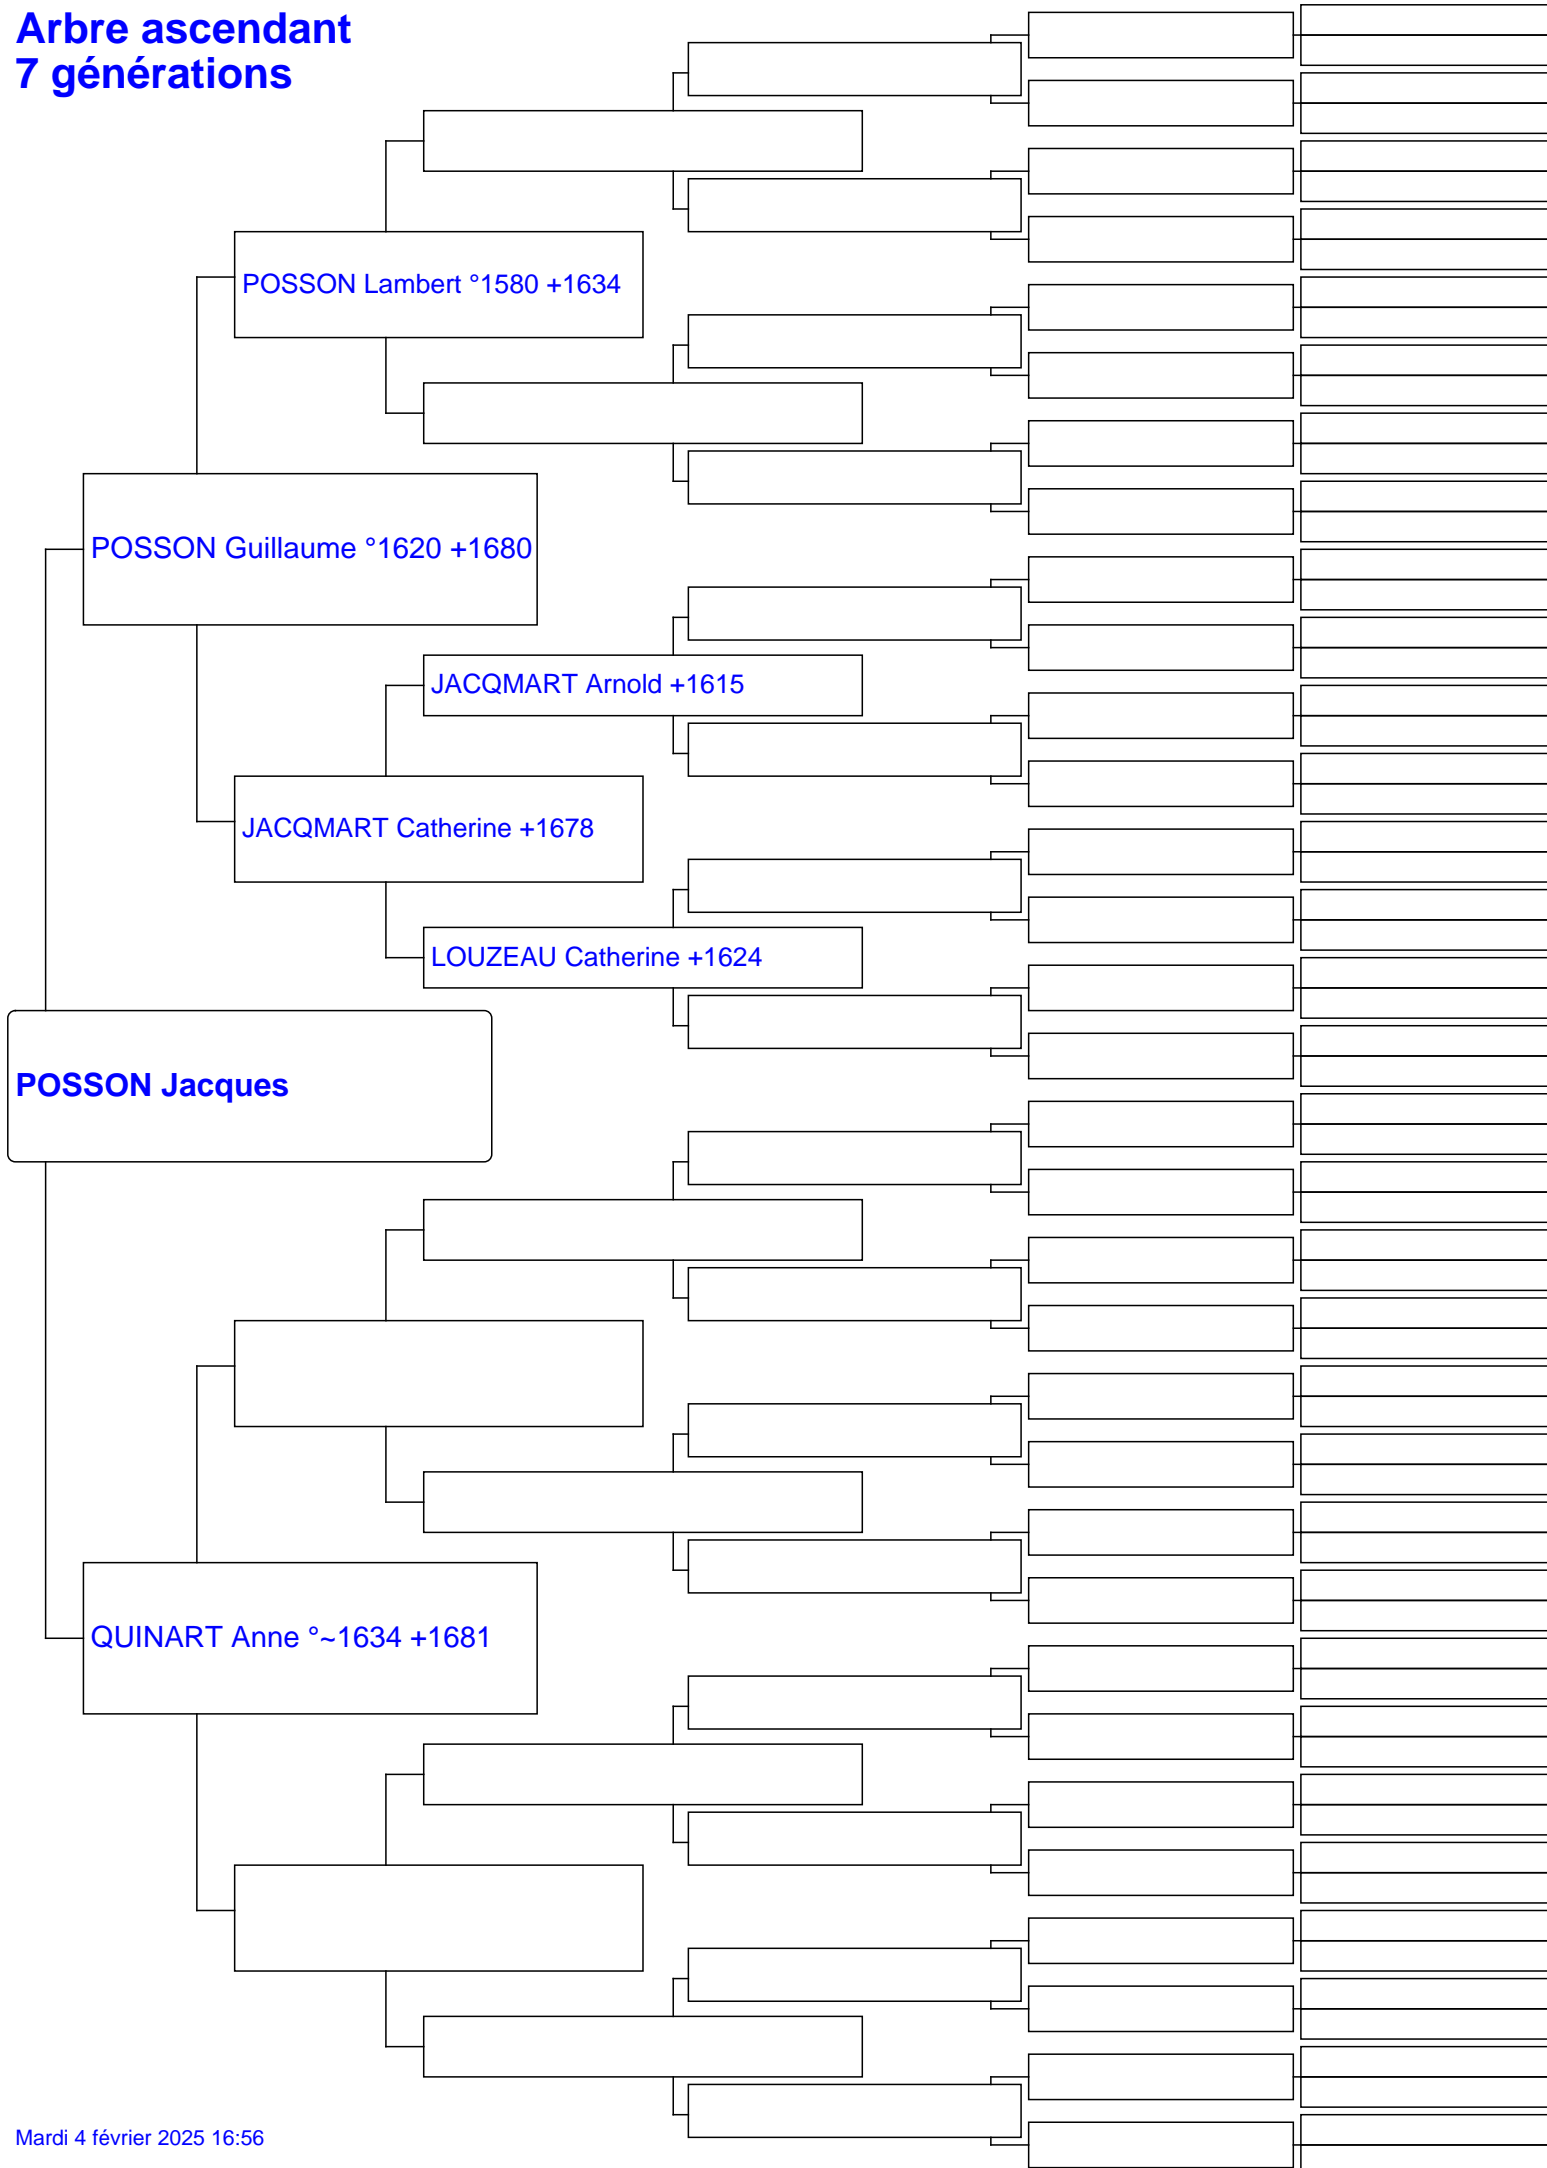 Arbre ascendant
7 générations
POSSON Lambert °1580 +1634
POSSON Guillaume °1620 +1680
JACQMART Arnold +1615
JACQMART Catherine +1678
LOUZEAU Catherine +1624
POSSON Jacques
QUINART Anne °~1634 +1681
Mardi 4 février 2025 16:56